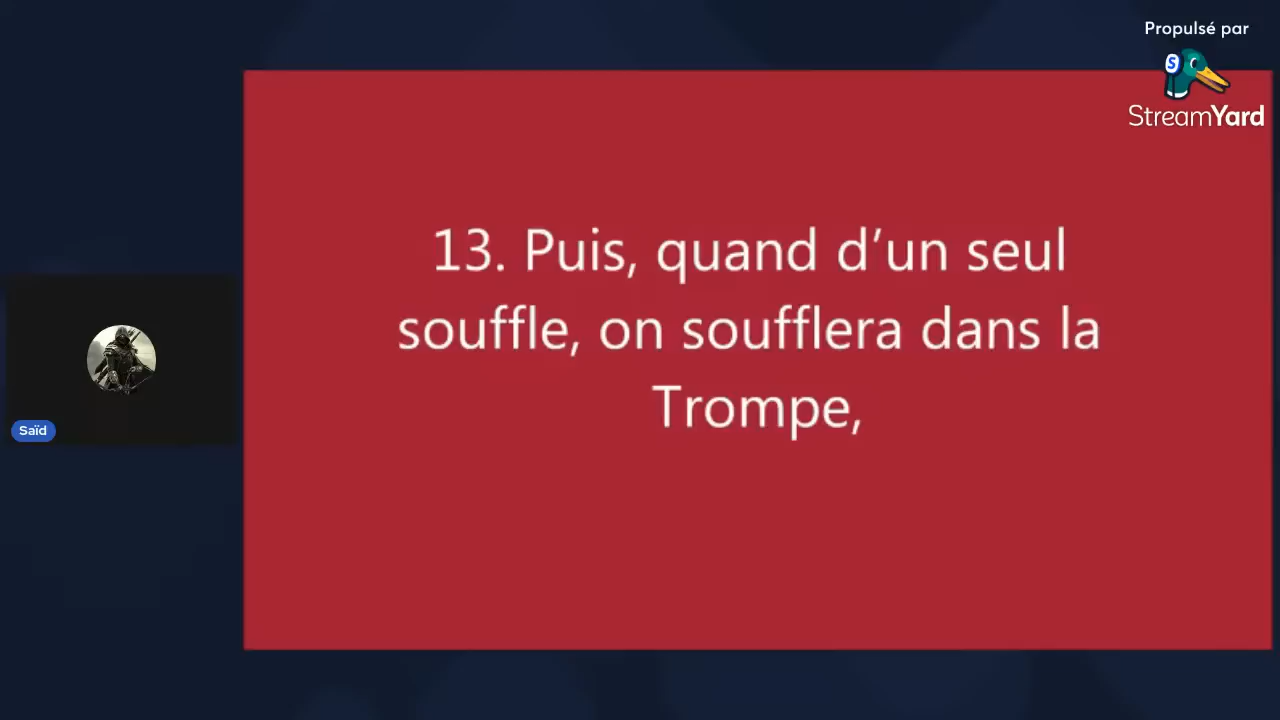 Propulsé par
StreamYard
13. Puis, quand d’un seul
souffle, on soufflera dans la
Trompe,
Saïd